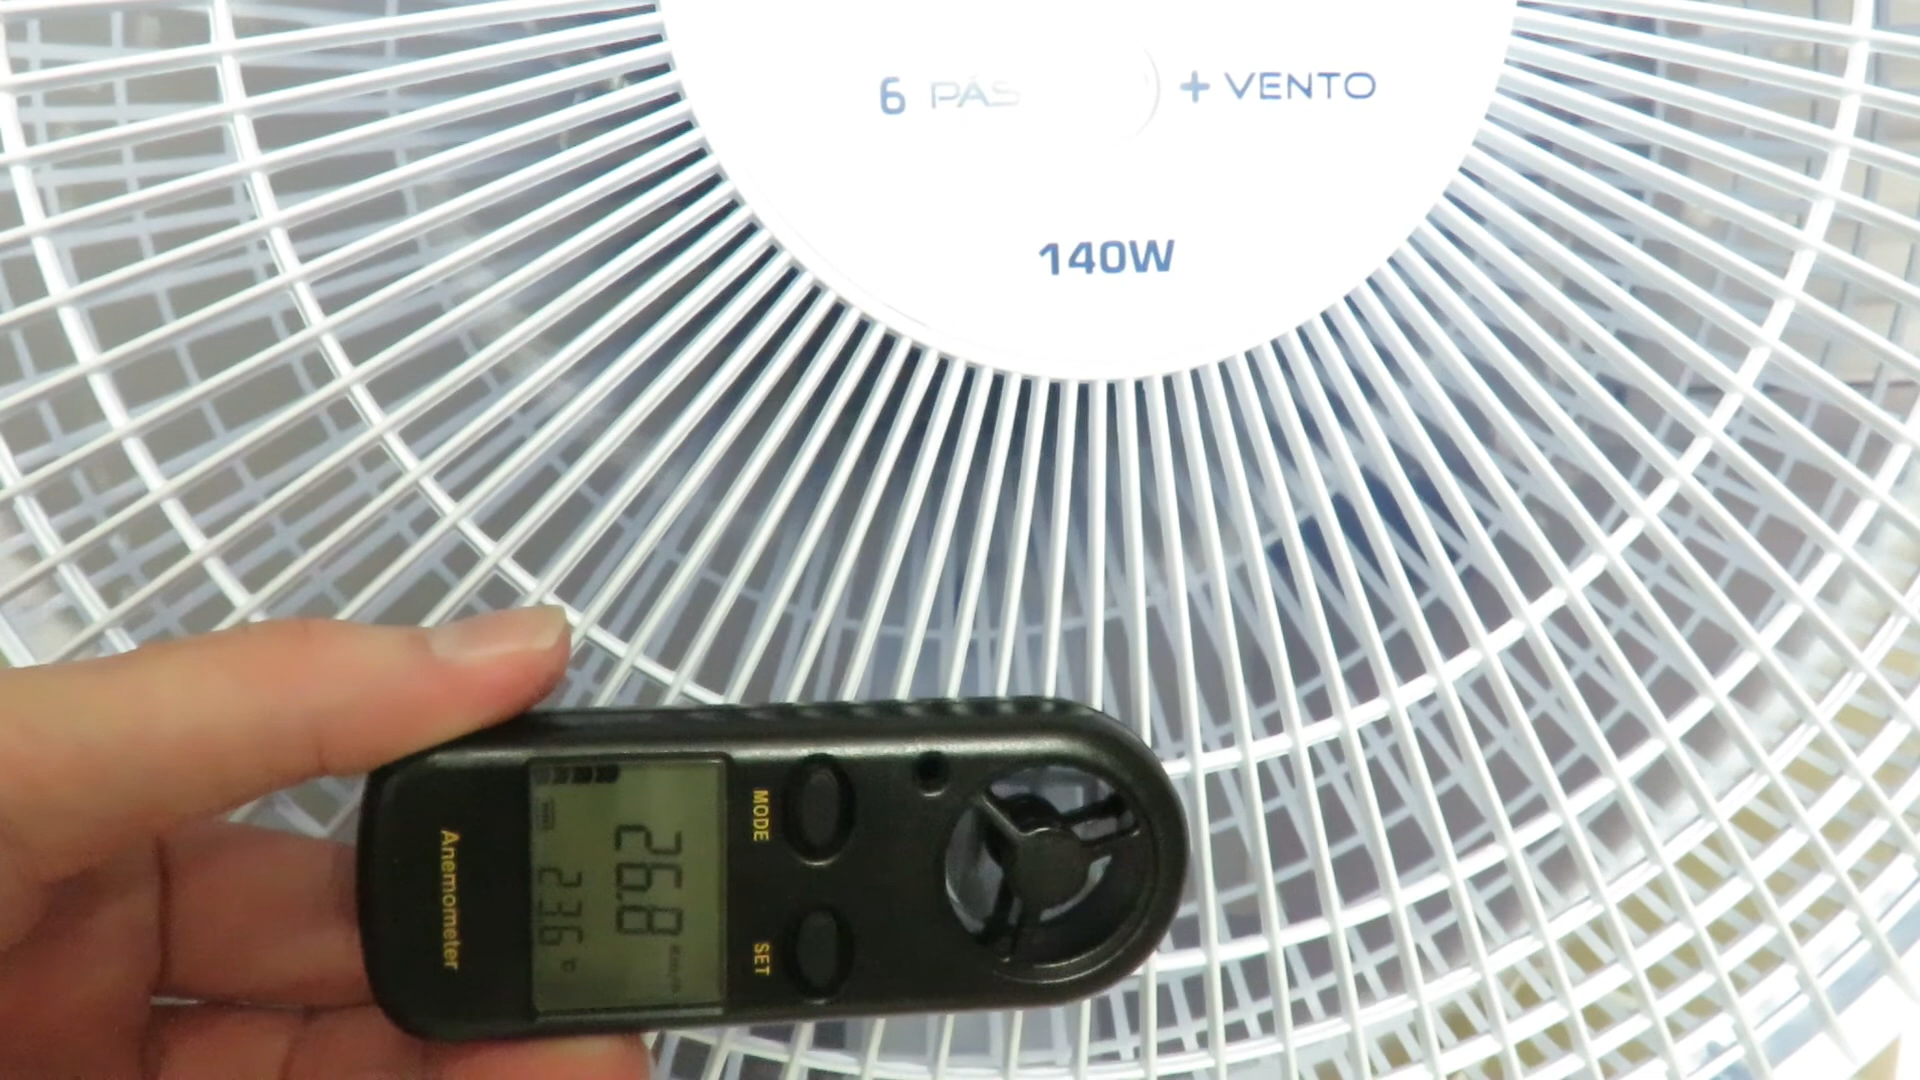 6 PÁS + VENTO
140W
MODE
SET
26.8
23.6
Anemometer